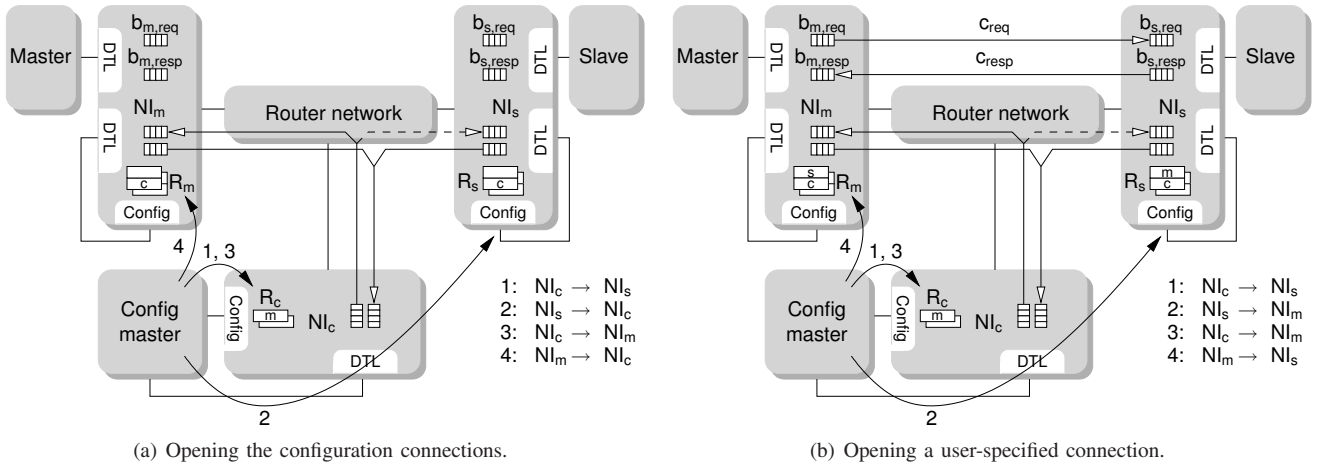 b_m,req
b_s,req
Master
DTL
b_m,resp
b_s,resp
DTL
Slave
NI_m
Router network
NI_s
DTL
DTL
c
R_m
R_s
c
Config
Config
4
1, 3
Config master
Config
R_c
m
NI_c
DTL
2
1: NI_c → NI_s
2: NI_s → NI_c
3: NI_c → NI_m
4: NI_m → NI_c
(a) Opening the configuration connections.
b_m,req
c_req
b_s,req
Master
DTL
b_m,resp
c_resp
b_s,resp
DTL
Slave
NI_m
Router network
NI_s
DTL
DTL
s
c
R_m
R_s
m
c
Config
Config
4
1, 3
Config
master
Config
R_c
m
NI_c
DTL
2
1: NI_c → NI_s
2: NI_s → NI_m
3: NI_c → NI_m
4: NI_m → NI_s
(b) Opening a user-specified connection.